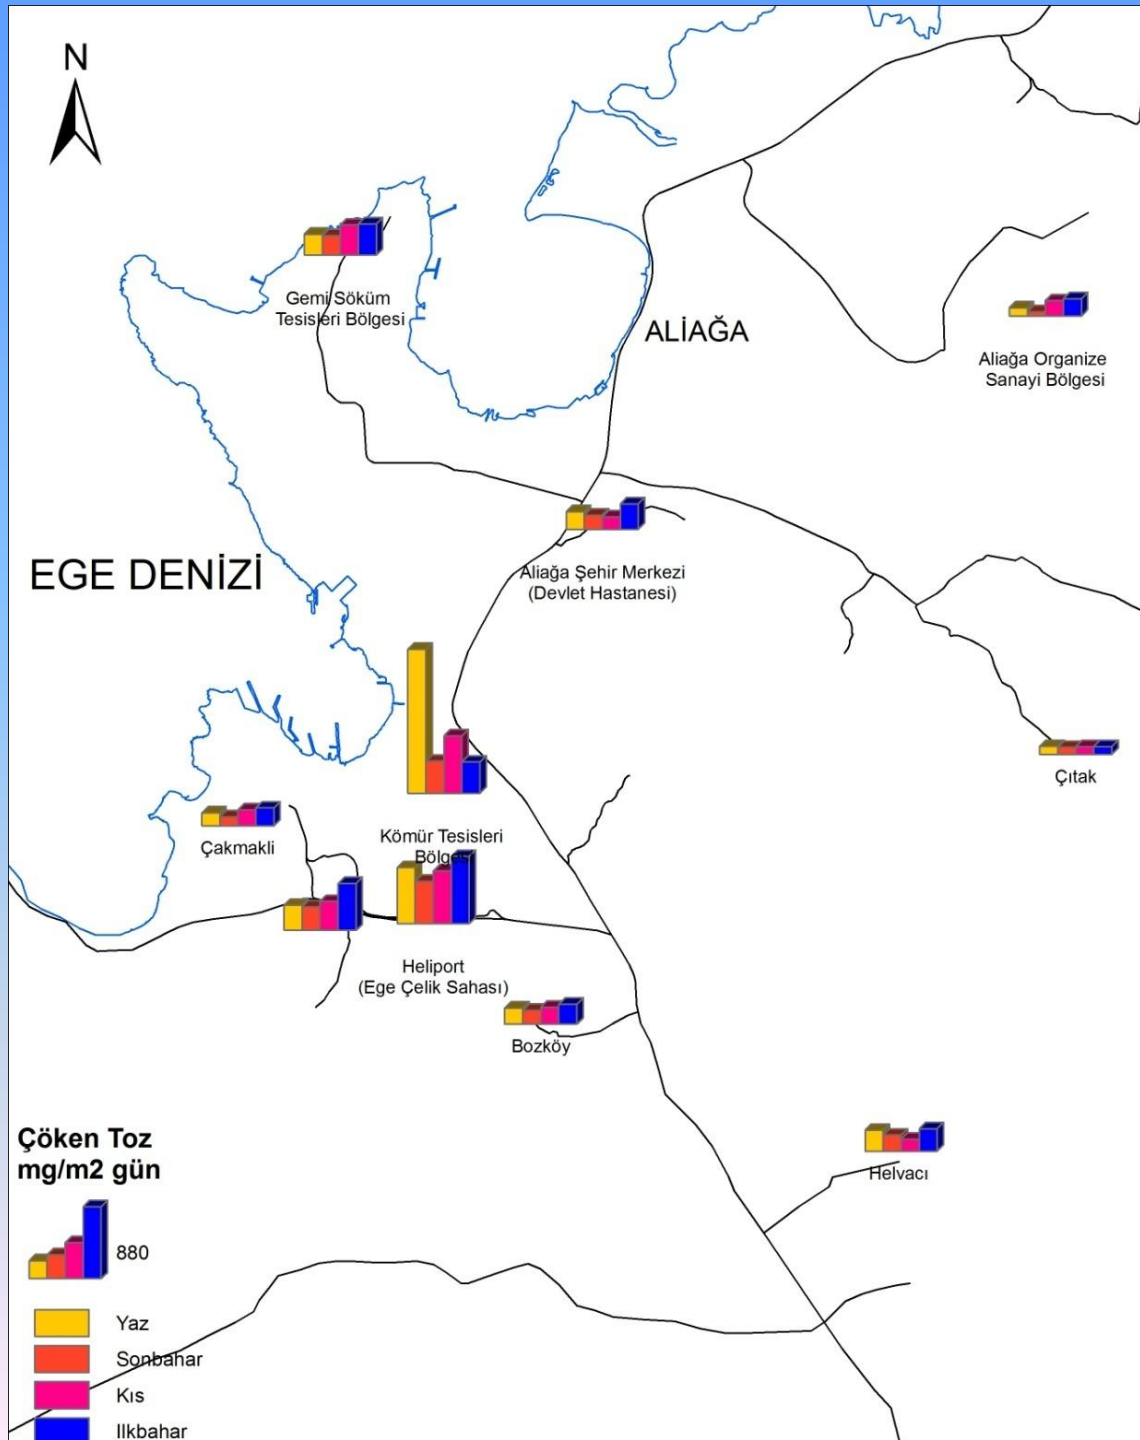 N
Gemi Söküm
Tesisleri Bölgesi
ALİAĞA
Aliağa Organize
Sanayi Bölgesi
EGE DENİZİ
Aliağa Şehir Merkezi
(Devlet Hastanesi)
Çıtak
Kömür Tesisleri
Bölgesi
Çakmakli
Heliport
(Ege Çelik Sahası)
Bozköy
Helvacı
Çöken Toz
mg/m2 gün
880
Yaz
Sonbahar
Kıs
Ilkbahar